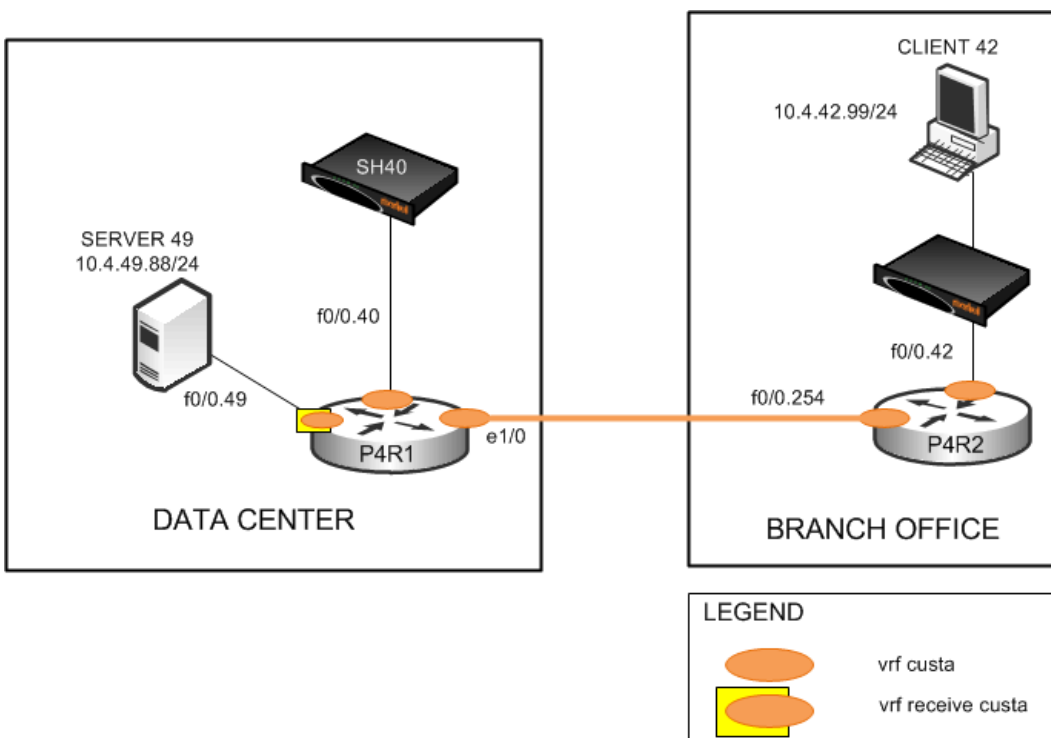 CLIENT 42
10.4.42.99/24
SH40
SERVER 49
10.4.49.88/24
f0/0.40
f0/0.42
f0/0.49
f0/0.254
e1/0
P4R1
P4R2
DATA CENTER
BRANCH OFFICE
LEGEND
vrf custa
vrf receive custa